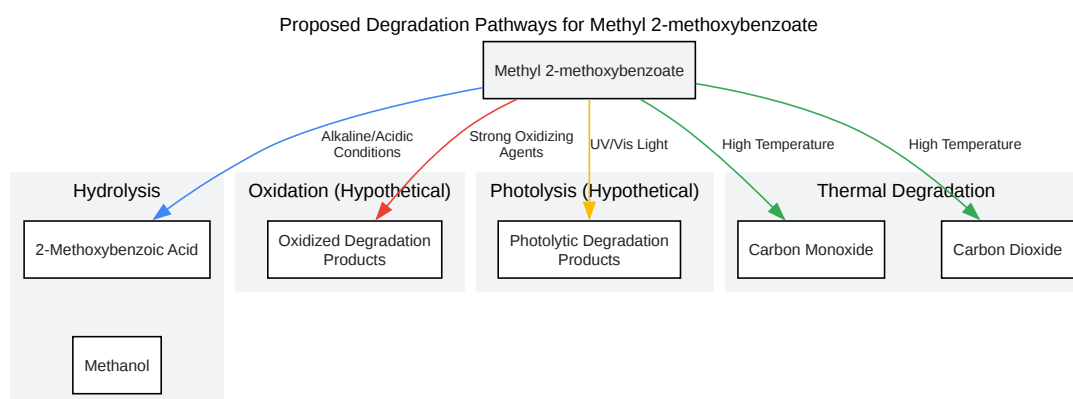 Proposed Degradation Pathways for Methyl 2-methoxybenzoate
Methyl 2-methoxybenzoate
Alkaline/Acidic
Conditions
Strong Oxidizing
Agents
UV/Vis Light
High Temperature
High Temperature
Hydrolysis
Oxidation (Hypothetical)
Photolysis (Hypothetical)
Thermal Degradation
2-Methoxybenzoic Acid
Oxidized Degradation
Products
Photolytic Degradation
Products
Carbon Monoxide
Carbon Dioxide
Methanol